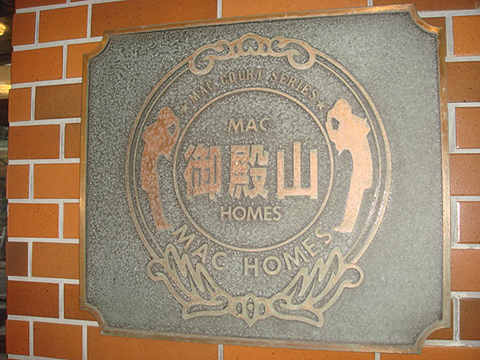 ★MAC COURT SERIES★
MAC
御殿山
HOMES
MAC HOMES